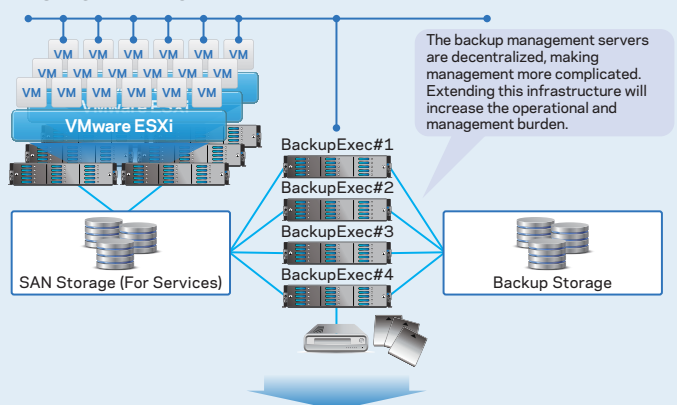 VM VM VM VM VM VM
VM VM VM VM VM VM
VM VM VM VM VM VM
VMware ESXi
VMware ESXi
The backup management servers
are decentralized, making
management more complicated.
Extending this infrastructure will
increase the operational and
management burden.
BackupExec#1
BackupExec#2
BackupExec#3
BackupExec#4
SAN Storage (For Services)
Backup Storage